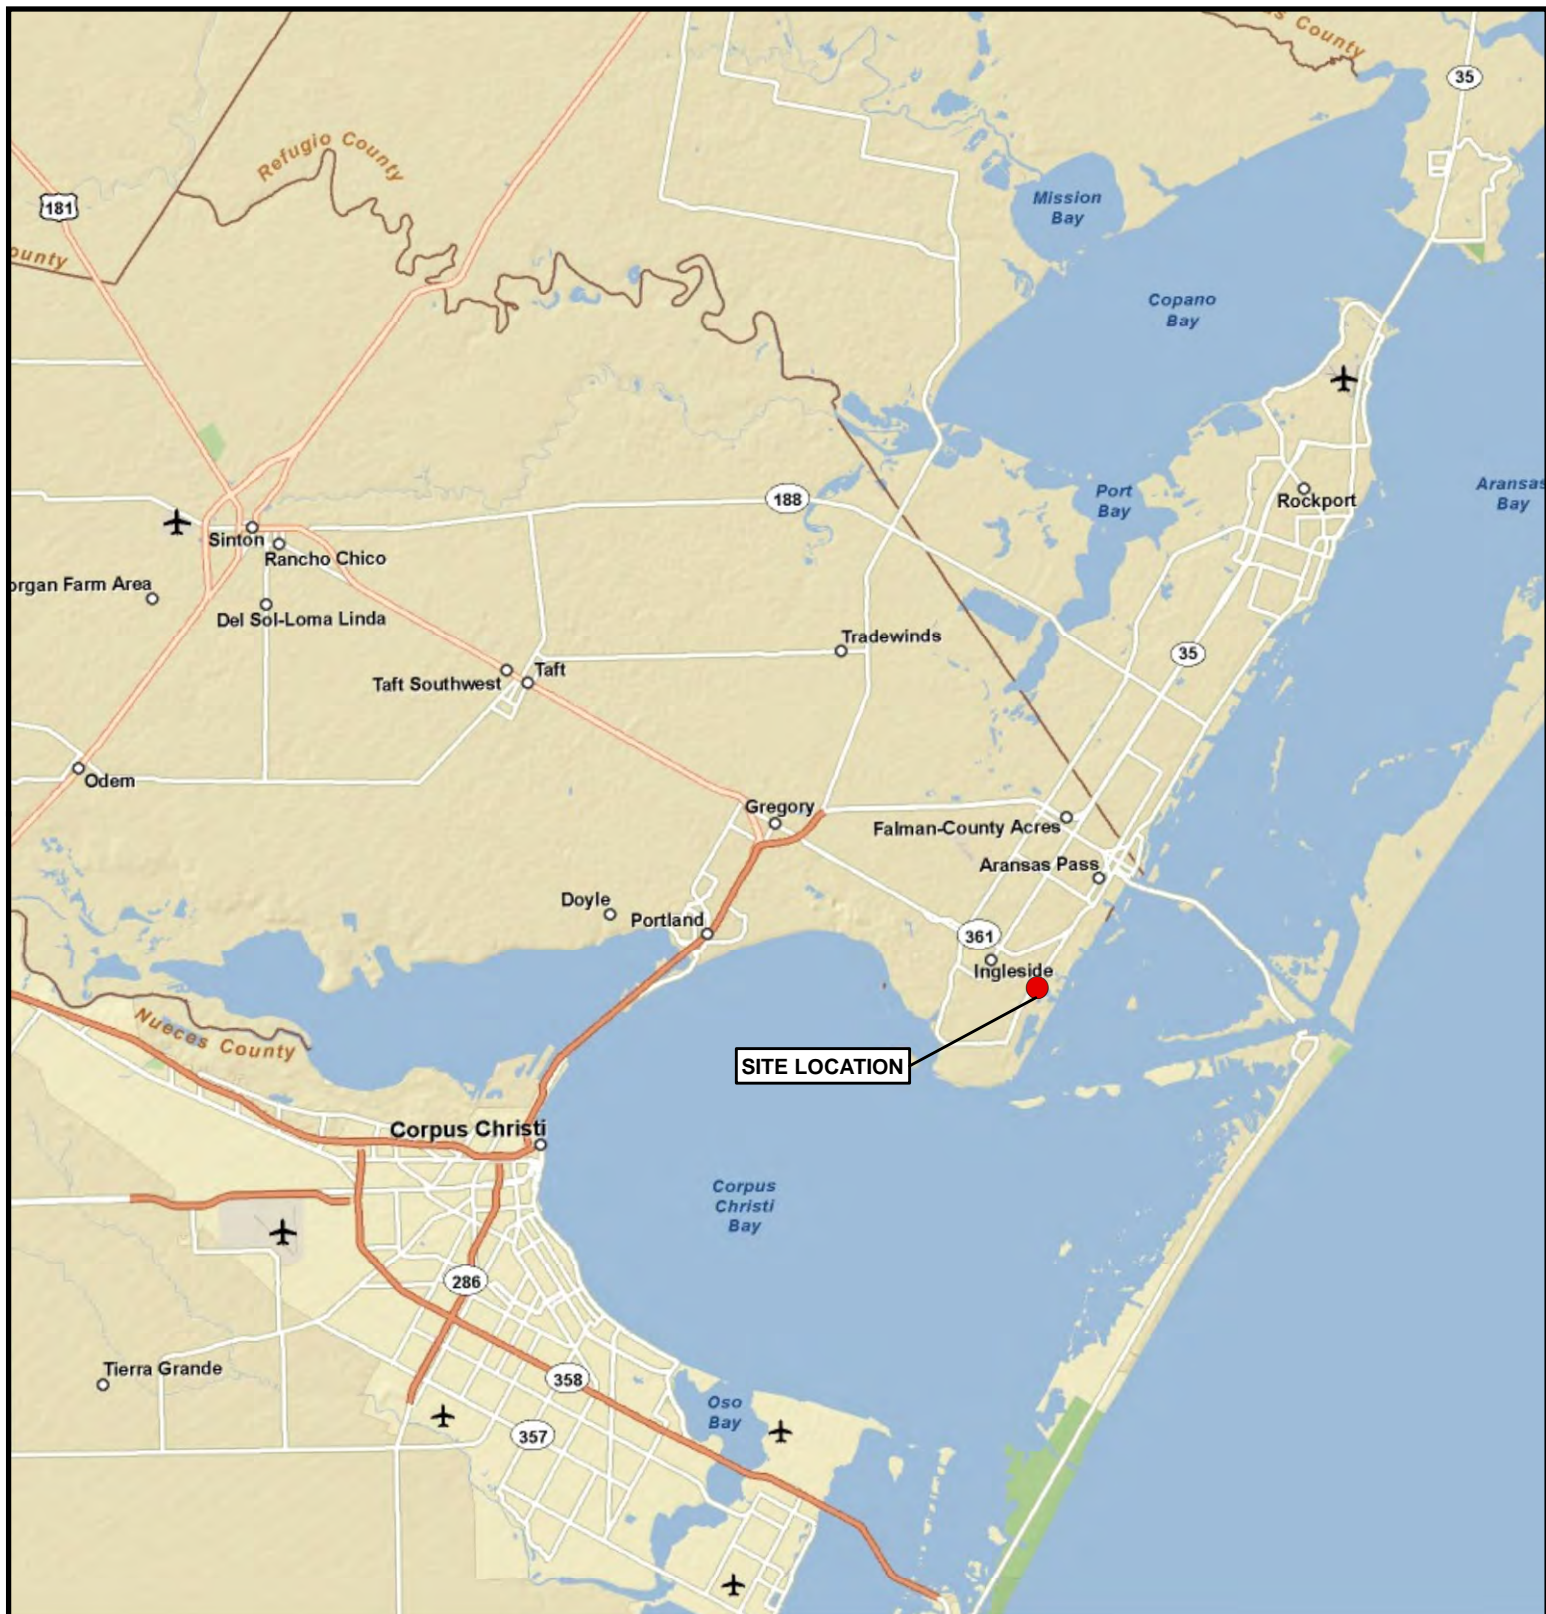 s County
35
Refugio County
181
ounty
Mission
Bay
Copano
Bay
Aransas
Bay
Port
Bay
188
Rockport
Sinton
Rancho Chico
organ Farm Area
Del Sol-Loma Linda
Tradewinds
35
Taft
Taft Southwest
Odem
Gregory
Falman-County Acres
Aransas Pass
Doyle
Portland
361
Ingleside
Nueces County
SITE LOCATION
Corpus Christi
Corpus
Christi
Bay
286
Tierra Grande
358
Oso
Bay
357